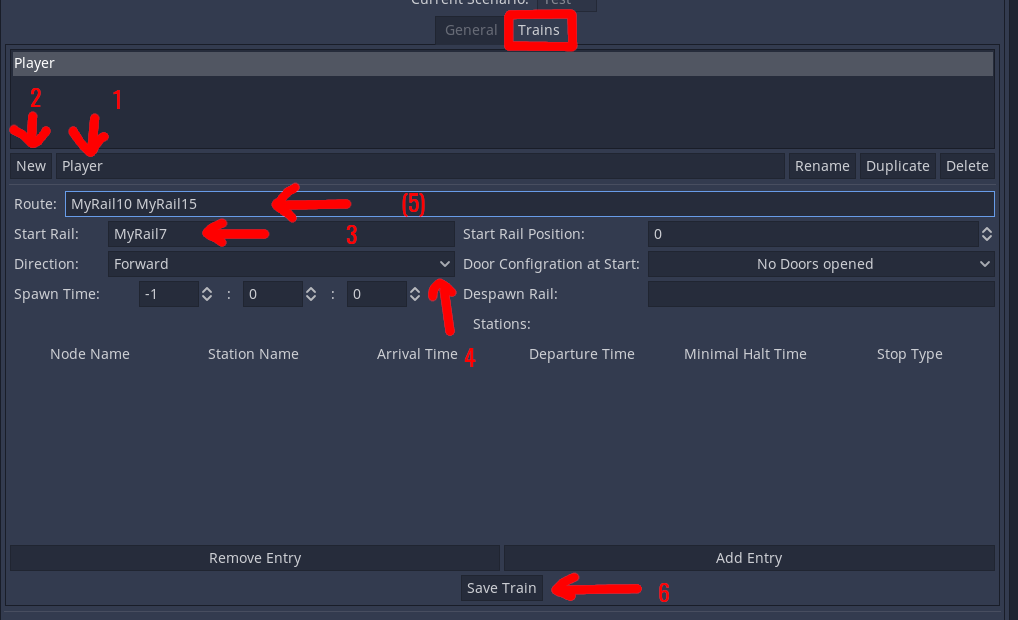 Current Scenario: Test
General Trains
Player
2 1
New Player Rename Duplicate Delete
Route: MyRail10 MyRail15 (5)
Start Rail: MyRail7 3 Start Rail Position: 0
Direction: Forward Door Configration at Start: No Doors opened
Spawn Time: -1 : 0 : 0 Despawn Rail:
Stations:
Node Name Station Name Arrival Time 4 Departure Time Minimal Halt Time Stop Type
Remove Entry Add Entry
Save Train 6